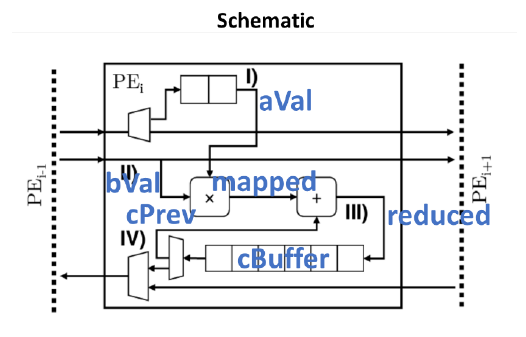 Schematic
PEi
I)
aVal
PEi-1
II)
bVal
×
mapped
+
PEi+1
cPrev
III)
reduced
IV)
cBuffer